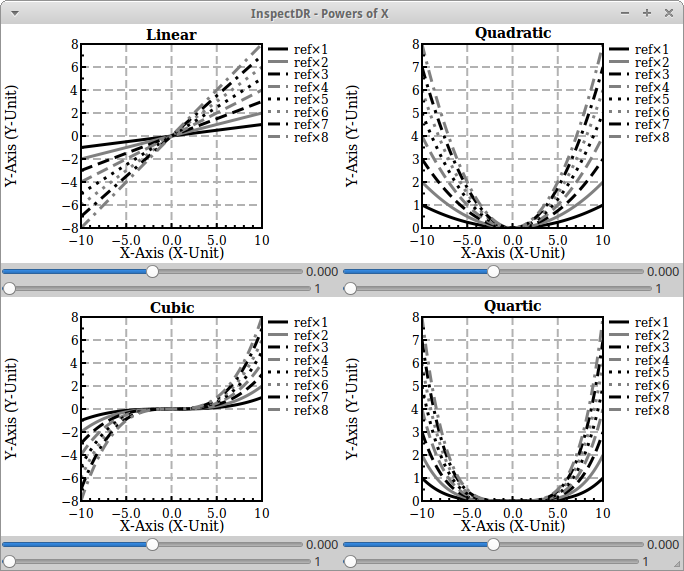 InspectDR - Powers of X
Linear
8
6
4
2
0
−2
−4
−6
−8
−10 −5.0 0.0 5.0 10
X-Axis (X-Unit)
Y-Axis (Y-Unit)
ref×1
ref×2
ref×3
ref×4
ref×5
ref×6
ref×7
ref×8
0.000
1
Quadratic
8
7
6
5
4
3
2
1
0
−10 −5.0 0.0 5.0 10
X-Axis (X-Unit)
Y-Axis (Y-Unit)
ref×1
ref×2
ref×3
ref×4
ref×5
ref×6
ref×7
ref×8
0.000
1
Cubic
8
6
4
2
0
−2
−4
−6
−8
−10 −5.0 0.0 5.0 10
X-Axis (X-Unit)
Y-Axis (Y-Unit)
ref×1
ref×2
ref×3
ref×4
ref×5
ref×6
ref×7
ref×8
0.000
1
Quartic
8
7
6
5
4
3
2
1
0
−10 −5.0 0.0 5.0 10
X-Axis (X-Unit)
Y-Axis (Y-Unit)
ref×1
ref×2
ref×3
ref×4
ref×5
ref×6
ref×7
ref×8
0.000
1